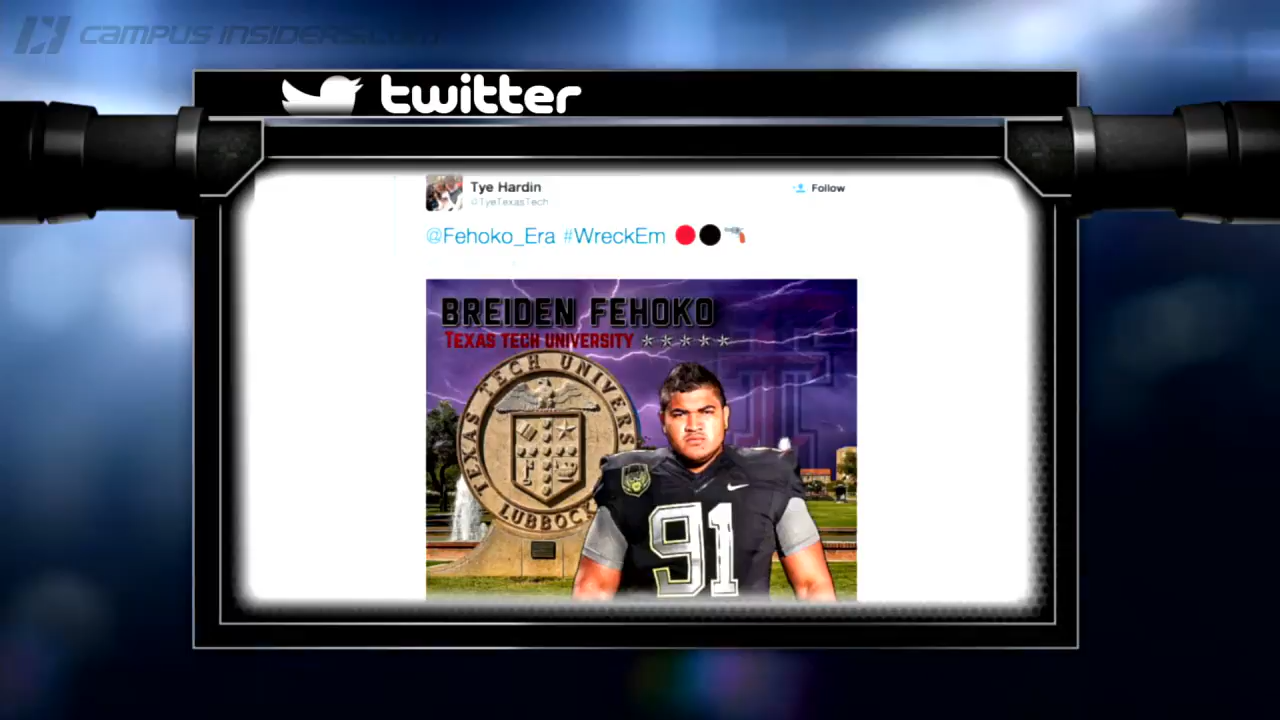 CAMPUS INSIDERS.COM
twitter
Tye Hardin
@TyeTexasTech
Follow
@Fehoko_Era #WreckEm
BREIDEN FEHOKO
TEXAS TECH UNIVERSITY
TEXAS TECH UNIVERS
LUBBOCK
91